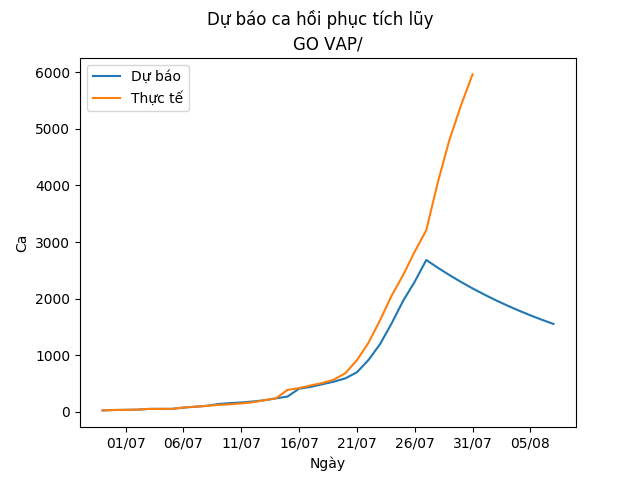 Dự báo ca hồi phục tích lũy
GO VAP/
Dự báo
Thực tế
6000
5000
4000
3000
2000
1000
0
Ca
01/07 06/07 11/07 16/07 21/07 26/07 31/07 05/08
Ngày